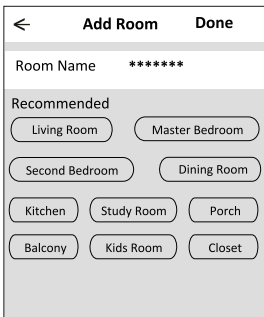 Add Room Done
Room Name *******
Recommended
Living Room Master Bedroom
Second Bedroom Dining Room
Kitchen Study Room Porch
Balcony Kids Room Closet